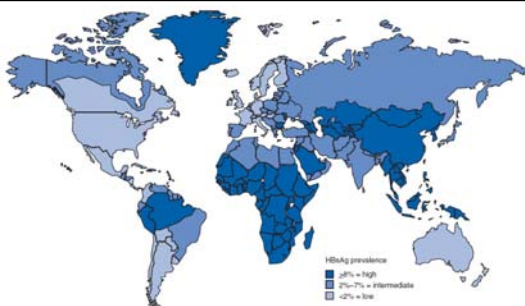 HBsAg prevalence
≥8% = high
2%–7% = intermediate
<2% = low